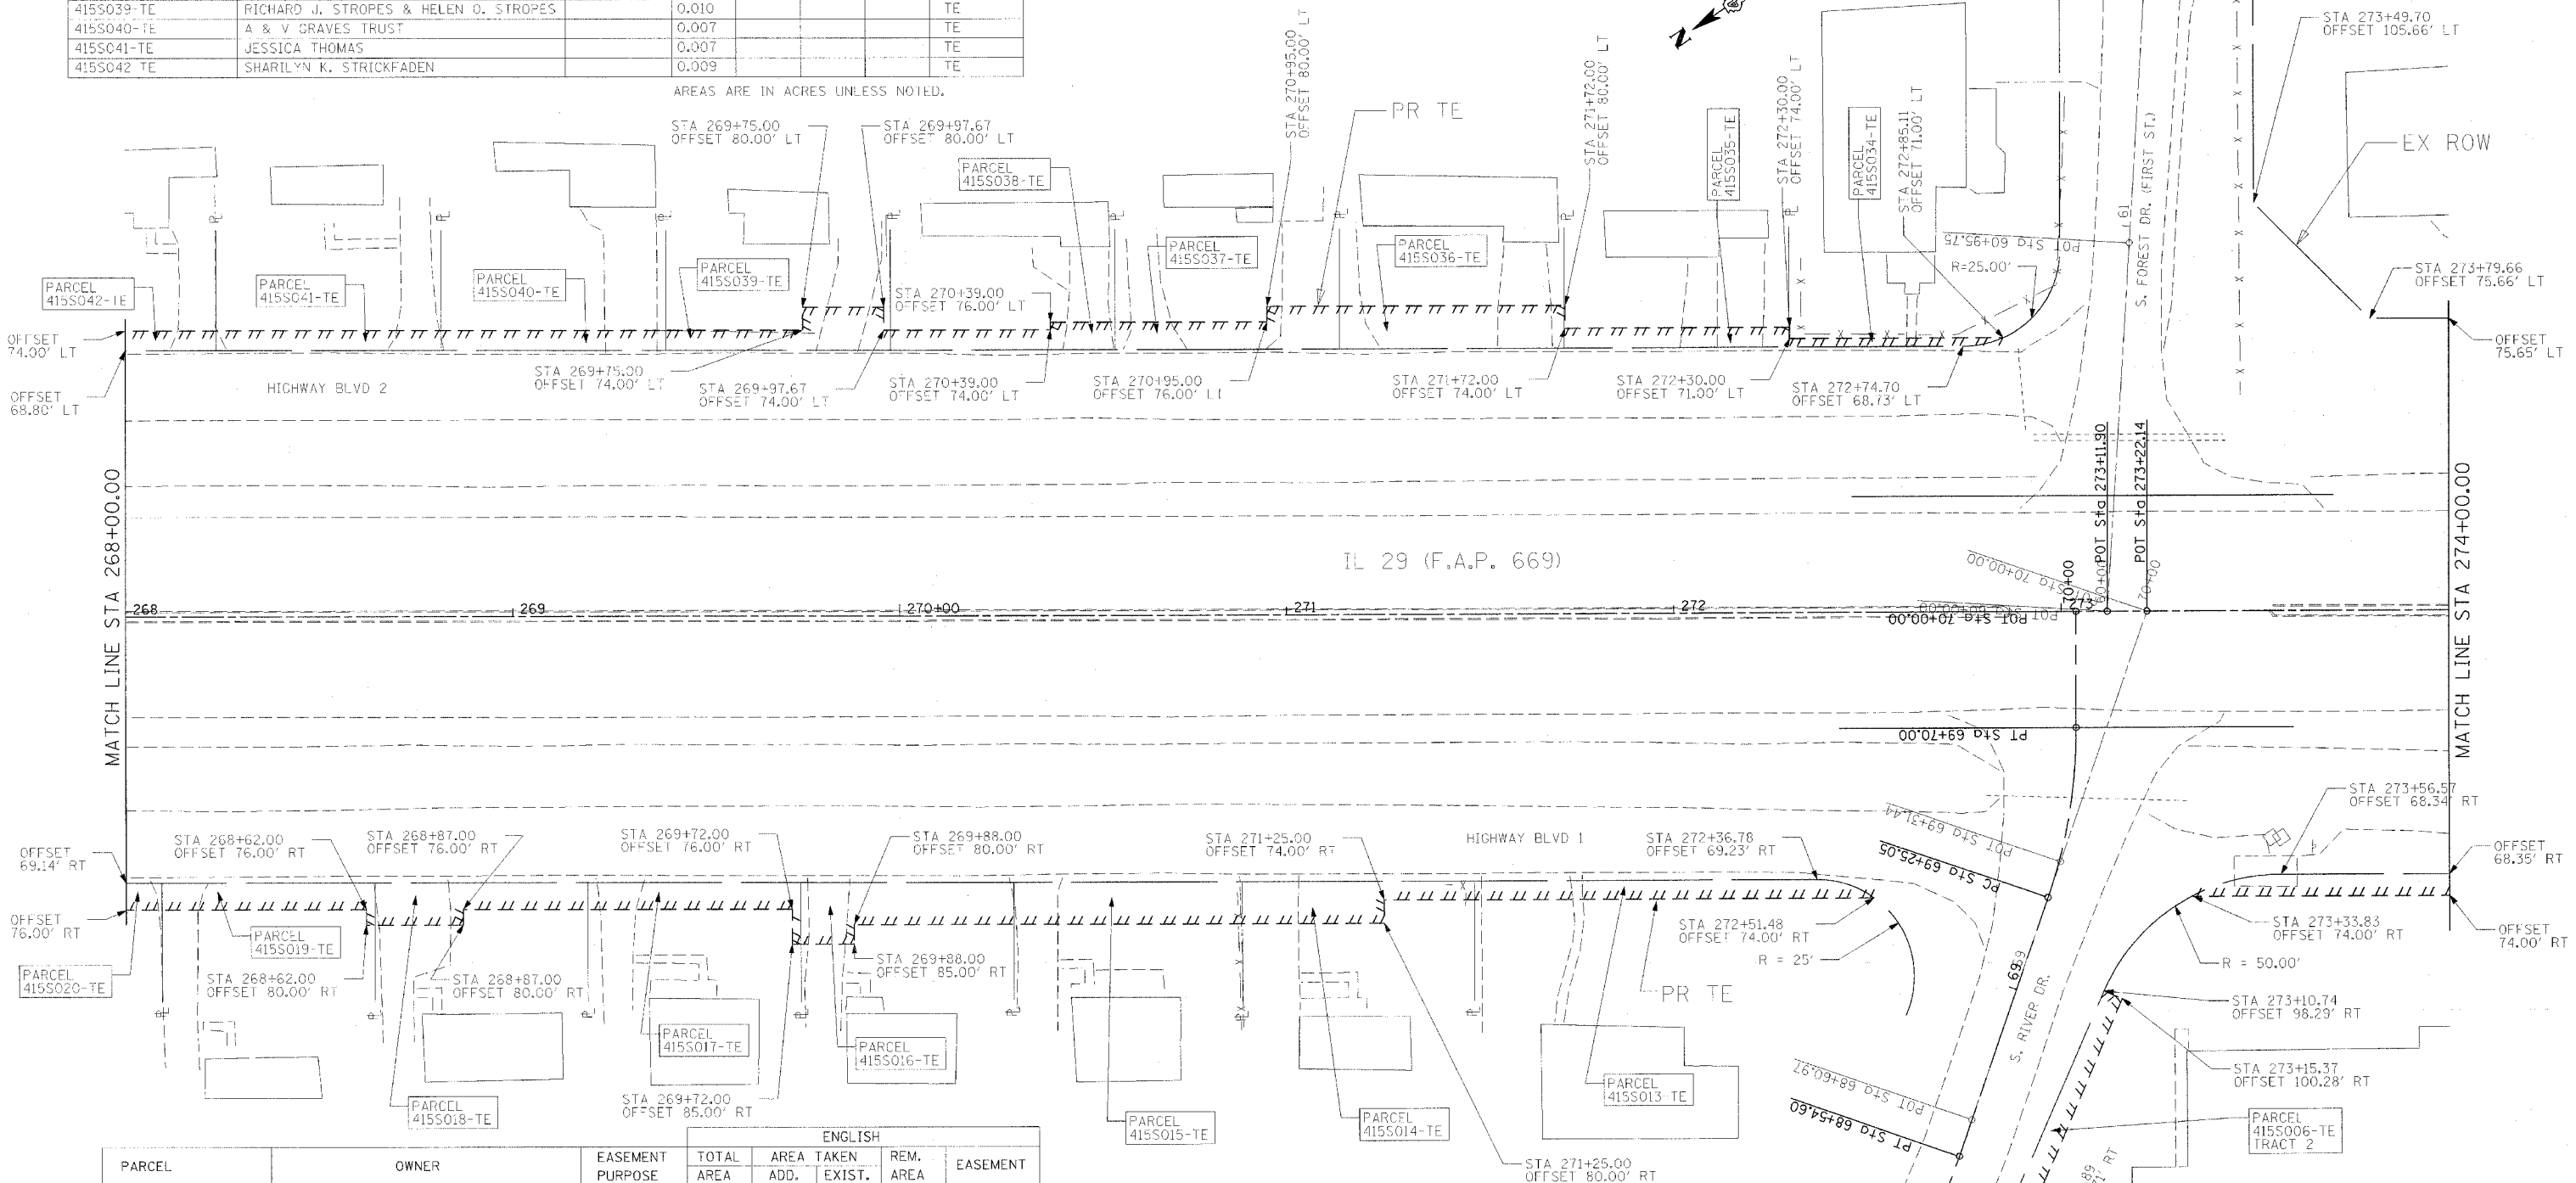 415S039-TE RICHARD J. STROPES & HELEN O. STROPES 0.010 TE
415S040-TE A & V GRAVES TRUST 0.007 TE
415S041-TE JESSICA THOMAS 0.007 TE
415S042 TE SHARILYN K. STRICKFADEN 0.009 TE
AREAS ARE IN ACRES UNLESS NOTED.
N
STA 273+49.70
OFFSET 105.66' LT
EX ROW
STA 273+79.66
OFFSET 75.66' LT
OFFSET
75.65' LT
STA 269+75.00
OFFSET 80.00' LT
STA 269+97.67
OFFSET 80.00' LT
STA 270+95.00
OFFSET 80.00' LT
PR TE
STA 271+72.00
OFFSET 80.00' LT
PARCEL
415S035-TE
STA 272+30.00
OFFSET 74.00' LT
PARCEL
415S034-TE
STA 272+85.11
OFFSET 71.00' LT
POT Sta 60+95.75
R=25.00'
61
S. FOREST DR. (FIRST ST.)
PARCEL
415S042-TE
PARCEL
415S041-TE
PARCEL
415S040-TE
PARCEL
415S039-TE
PARCEL
415S038-TE
PARCEL
415S037-TE
PARCEL
415S036-TE
STA 270+39.00
OFFSET 76.00' LT
OFFSET
74.00' LT
OFFSET
68.80' LT
HIGHWAY BLVD 2
STA 269+75.00
OFFSET 74.00' LT
STA 269+97.67
OFFSET 74.00' LT
STA 270+39.00
OFFSET 74.00' LT
STA 270+95.00
OFFSET 76.00' LT
STA 271+72.00
OFFSET 74.00' LT
STA 272+30.00
OFFSET 71.00' LT
STA 272+74.70
OFFSET 68.73' LT
MATCH LINE STA 268+00.00
MATCH LINE STA 274+00.00
IL 29 (F.A.P. 669)
POT Sta 273+11.90
POT Sta 273+22.14
268 269 270+00 271 272 273
POT Sta 70+00.00
POT Sta 60+00.00
POT Sta 70+00.00
70+00
60+00
70+00
PT Sta 69+70.00
POT Sta 69+31.44
PC Sta 69+25.05
OFFSET
69.14' RT
OFFSET
76.00' RT
STA 268+62.00
OFFSET 76.00' RT
STA 268+87.00
OFFSET 76.00' RT
STA 269+72.00
OFFSET 76.00' RT
STA 269+88.00
OFFSET 80.00' RT
STA 271+25.00
OFFSET 74.00' RT
HIGHWAY BLVD 1
STA 272+36.78
OFFSET 69.23' RT
STA 273+56.57
OFFSET 68.34' RT
OFFSET
68.35' RT
OFFSET
74.00' RT
STA 272+51.48
OFFSET 74.00' RT
R = 25'
STA 273+33.83
OFFSET 74.00' RT
R = 50.00'
PARCEL
415S020-TE
PARCEL
415S019-TE
STA 268+62.00
OFFSET 80.00' RT
STA 268+87.00
OFFSET 80.00' RT
STA 269+88.00
OFFSET 85.00' RT
PR TE
69
69
S. RIVER DR.
STA 273+10.74
OFFSET 98.29' RT
STA 273+15.37
OFFSET 100.28' RT
PARCEL
415S017-TE
PARCEL
415S016-TE
PARCEL
415S018-TE
STA 269+72.00
OFFSET 85.00' RT
PARCEL
415S015-TE
PARCEL
415S014-TE
PARCEL
415S013-TE
POT Sta 68+60.97
PT Sta 68+54.60
STA 271+25.00
OFFSET 80.00' RT
PARCEL
415S006-TE
TRACT 2
ENGLISH
PARCEL OWNER EASEMENT PURPOSE TOTAL AREA AREA TAKEN ADD. EXIST. REM. AREA EASEMENT